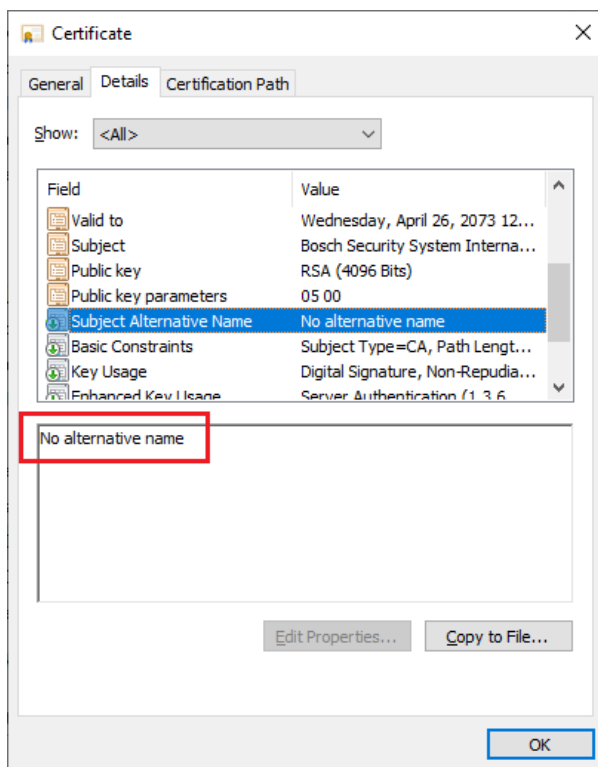 Certificate
General Details Certification Path
Show: <All>
Field Value
Valid to Wednesday, April 26, 2073 12...
Subject Bosch Security System Interna...
Public key RSA (4096 Bits)
Public key parameters 05 00
Subject Alternative Name No alternative name
Basic Constraints Subject Type=CA, Path Lengt...
Key Usage Digital Signature, Non-Repudia...
Enhanced Key Usage Server Authentication (1.3.6...
No alternative name
Edit Properties... Copy to File...
OK